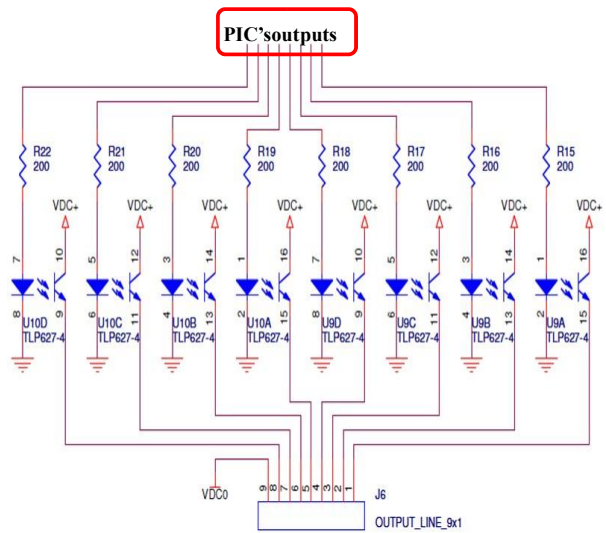 PIC'soutputs
R22 R21 R20 R19 R18 R17 R16 R15
200 200 200 200 200 200 200 200
VDC+ VDC+ VDC+ VDC+ VDC+ VDC+ VDC+ VDC+
7 10 5 12 3 14 1 16 7 10 5 12 3 14 1 16
8 9 6 11 4 13 2 15 8 9 6 11 4 13 2 15
U10D U10C U10B U10A U9D U9C U9B U9A
TLP627-4 TLP627-4 TLP627-4 TLP627-4 TLP627-4 TLP627-4 TLP627-4 TLP627-4
9 8 7 6 5 4 3 2 1
VDC0
J6
OUTPUT_LINE_9x1